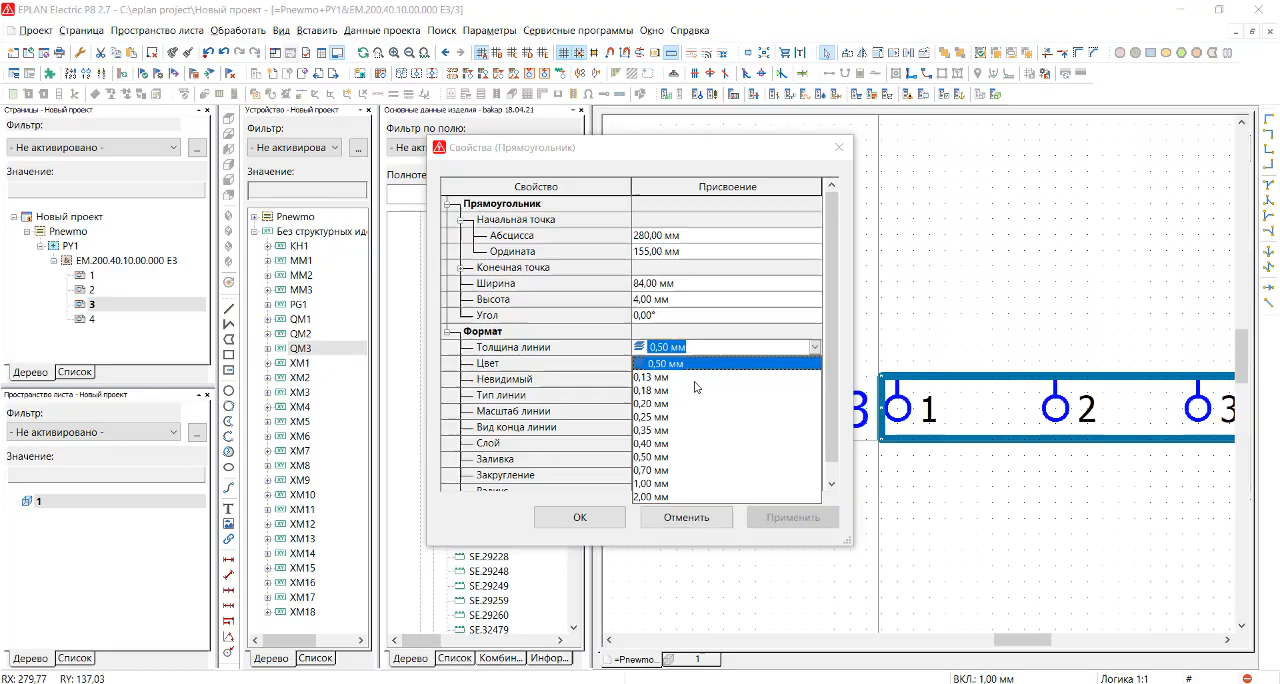 EPLAN Electric P8 2.7 - C:\eplan project\Новый проект - [=Pnewmo+PY1&EM.200.40.10.00.000 E3/3]
Проект Страница Пространство листа Обработать Вид Вставить Данные проекта Поиск Параметры Сервисные программы Окно Справка
Страницы - Новый проект
Фильтр:
- Не активировано -
...
Значение:
Новый проект
Pnewmo
PY1
EM.200.40.10.00.000 E3
1
2
3
4
Дерево Список
Пространство листа - Новый проект
Фильтр:
- Не активировано -
...
Значение:
1
Дерево Список
Устройство - Новый проект
Фильтр:
- Не активирова
...
Значение:
Pnewmo
Без структурных иде
KH1
MM1
MM2
MM3
PG1
QM1
QM2
QM3
XM1
XM2
XM3
XM4
XM5
XM6
XM7
XM8
XM9
XM10
XM11
XM12
XM13
XM14
XM15
XM16
XM17
XM18
Дерево Список
Основные данные изделия - bakap 18.04.21
Фильтр по полю:
- Не акт
Полноте
SE.29228
SE.29248
SE.29249
SE.29259
SE.29260
SE.32479
Дерево Список Комбин... Инфор...
Свойства (Прямоугольник)
Свойство Присвоение
Прямоугольник
Начальная точка
Абсцисса 280,00 мм
Ордината 155,00 мм
Конечная точка
Ширина 84,00 мм
Высота 4,00 мм
Угол 0,00°
Формат
Толщина линии 0,50 мм
Цвет
Невидимый
Тип линии
Масштаб линии
Вид конца линии
Слой
Заливка
Закругление
Радиус
0,50 мм
0,13 мм
0,18 мм
0,20 мм
0,25 мм
0,35 мм
0,40 мм
0,50 мм
0,70 мм
1,00 мм
2,00 мм
OK Отменить Применить
3 1 2 3
=Pnewmo... 1
RX: 279,77 RY: 137,03 ВКЛ.: 1,00 мм Логика 1:1 #